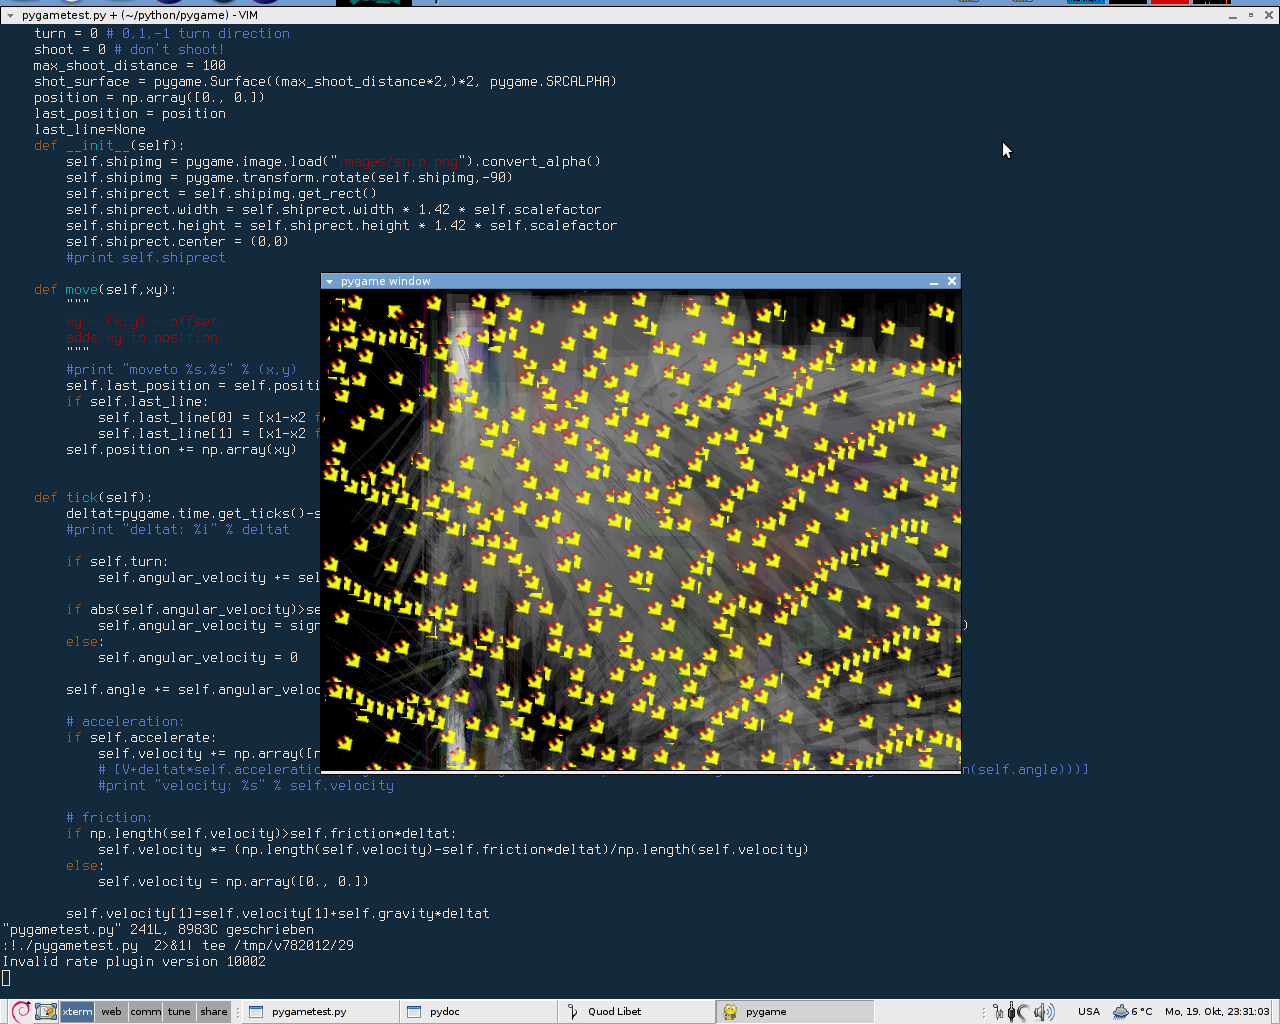 pygametest.py + (~/python/pygame) - VIM
turn = 0 # 0,1,-1 turn direction
shoot = 0 # don't shoot!
max_shoot_distance = 100
shot_surface = pygame.Surface((max_shoot_distance*2,)*2, pygame.SRCALPHA)
position = np.array([0., 0.])
last_position = position
last_line=None
def __init__(self):
self.shipimg = pygame.image.load("images/ship.png").convert_alpha()
self.shipimg = pygame.transform.rotate(self.shipimg,-90)
self.shiprect = self.shipimg.get_rect()
self.shiprect.width = self.shiprect.width * 1.42 * self.scalefactor
self.shiprect.height = self.shiprect.height * 1.42 * self.scalefactor
self.shiprect.center = (0,0)
#print self.shiprect
def move(self,xy):
"""
xy - (x,y) - offset
adds xy to position
"""
#print "moveto %s,%s" % (x,y)
self.last_position = self.positi
if self.last_line:
self.last_line[0] = [x1-x2 f
self.last_line[1] = [x1-x2 f
self.position += np.array(xy)
def tick(self):
deltat=pygame.time.get_ticks()-s
#print "deltat: %i" % deltat
if self.turn:
self.angular_velocity += sel
if abs(self.angular_velocity)>se
self.angular_velocity = sign )
else:
self.angular_velocity = 0
self.angle += self.angular_veloc
# acceleration:
if self.accelerate:
self.velocity += np.array([n
# [V+deltat*self.acceleratio n(self.angle)))]
#print "velocity: %s" % self.velocity
# friction:
if np.length(self.velocity)>self.friction*deltat:
self.velocity *= (np.length(self.velocity)-self.friction*deltat)/np.length(self.velocity)
else:
self.velocity = np.array([0., 0.])
self.velocity[1]=self.velocity[1]+self.gravity*deltat
"pygametest.py" 241L, 8983C geschrieben
:!./pygametest.py  2>&1| tee /tmp/v782012/29
Invalid rate plugin version 10002
pygame window
xterm web comm tune share pygametest.py pydoc Quod Libet pygame USA 6 °C Mo, 19. Okt, 23:31:03